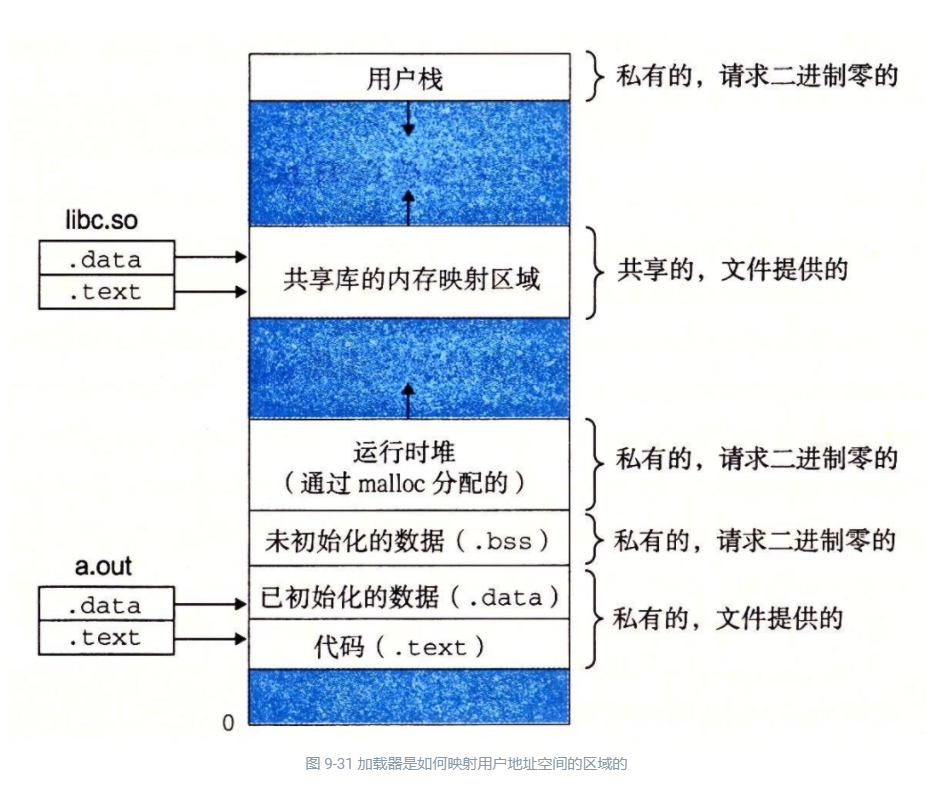 用户栈
私有的，请求二进制零的
libc.so
.data
.text
共享库的内存映射区域
共享的，文件提供的
运行时堆
（通过 malloc 分配的）
私有的，请求二进制零的
未初始化的数据（.bss）
私有的，请求二进制零的
a.out
.data
.text
已初始化的数据（.data）
代码（.text）
私有的，文件提供的
0
图 9-31 加载器是如何映射用户地址空间的区域的